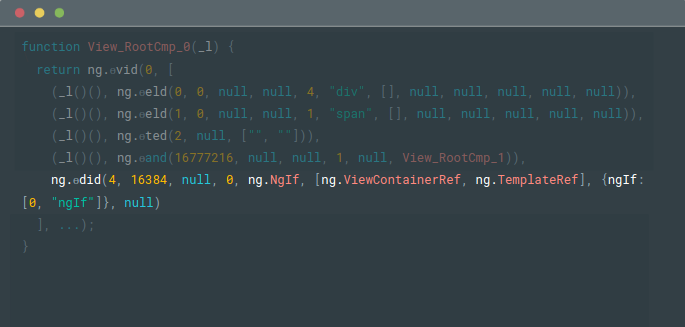 function View_RootCmp_0(_l) {
return ng.ɵvid(0, [
(_l()(), ng.ɵeld(0, 0, null, null, 4, "div", [], null, null, null, null, null)),
(_l()(), ng.ɵeld(1, 0, null, null, 1, "span", [], null, null, null, null, null)),
(_l()(), ng.ɵted(2, null, ["", ""])),
(_l()(), ng.ɵand(16777216, null, null, 1, null, View_RootCmp_1)),
ng.ɵdid(4, 16384, null, 0, ng.NgIf, [ng.ViewContainerRef, ng.TemplateRef], {ngIf:
[0, "ngIf"]}, null)
], ...);
}